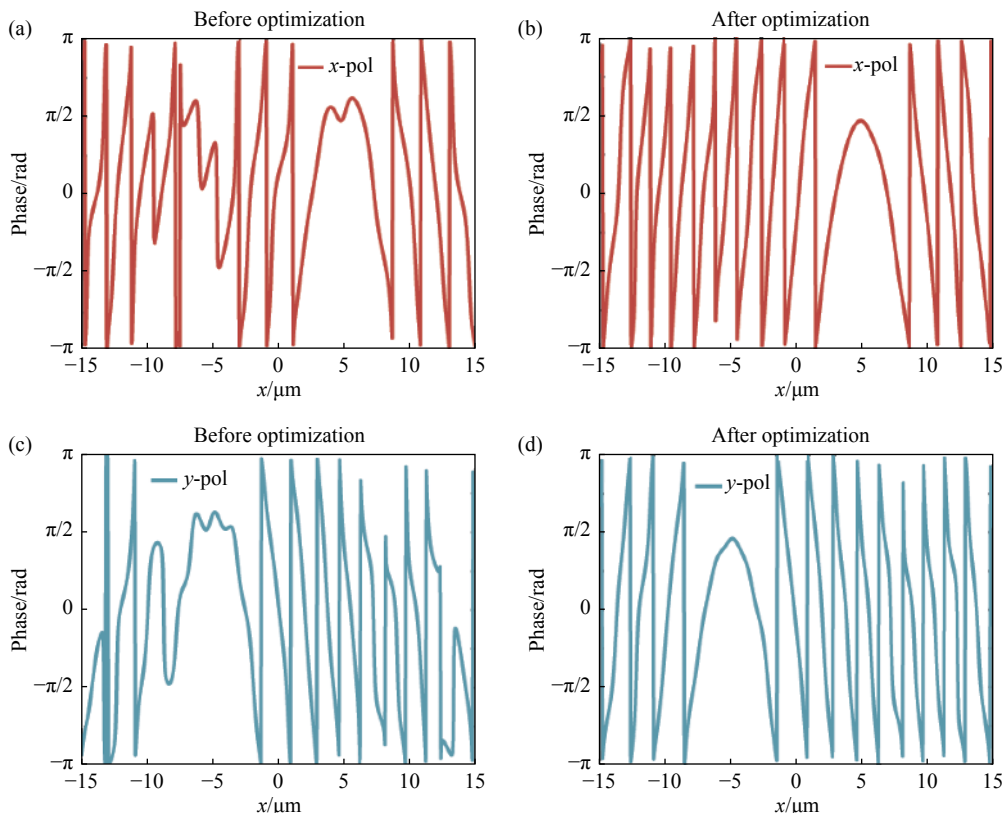 (a) Before optimization
π
π/2
0
−π/2
−π
Phase/rad
x-pol
−15 −10 −5 0 5 10 15
x/μm
(b) After optimization
π
π/2
0
−π/2
−π
Phase/rad
x-pol
−15 −10 −5 0 5 10 15
x/μm
(c) Before optimization
π
π/2
0
−π/2
−π
Phase/rad
y-pol
−15 −10 −5 0 5 10 15
x/μm
(d) After optimization
π
π/2
0
−π/2
−π
Phase/rad
y-pol
−15 −10 −5 0 5 10 15
x/μm